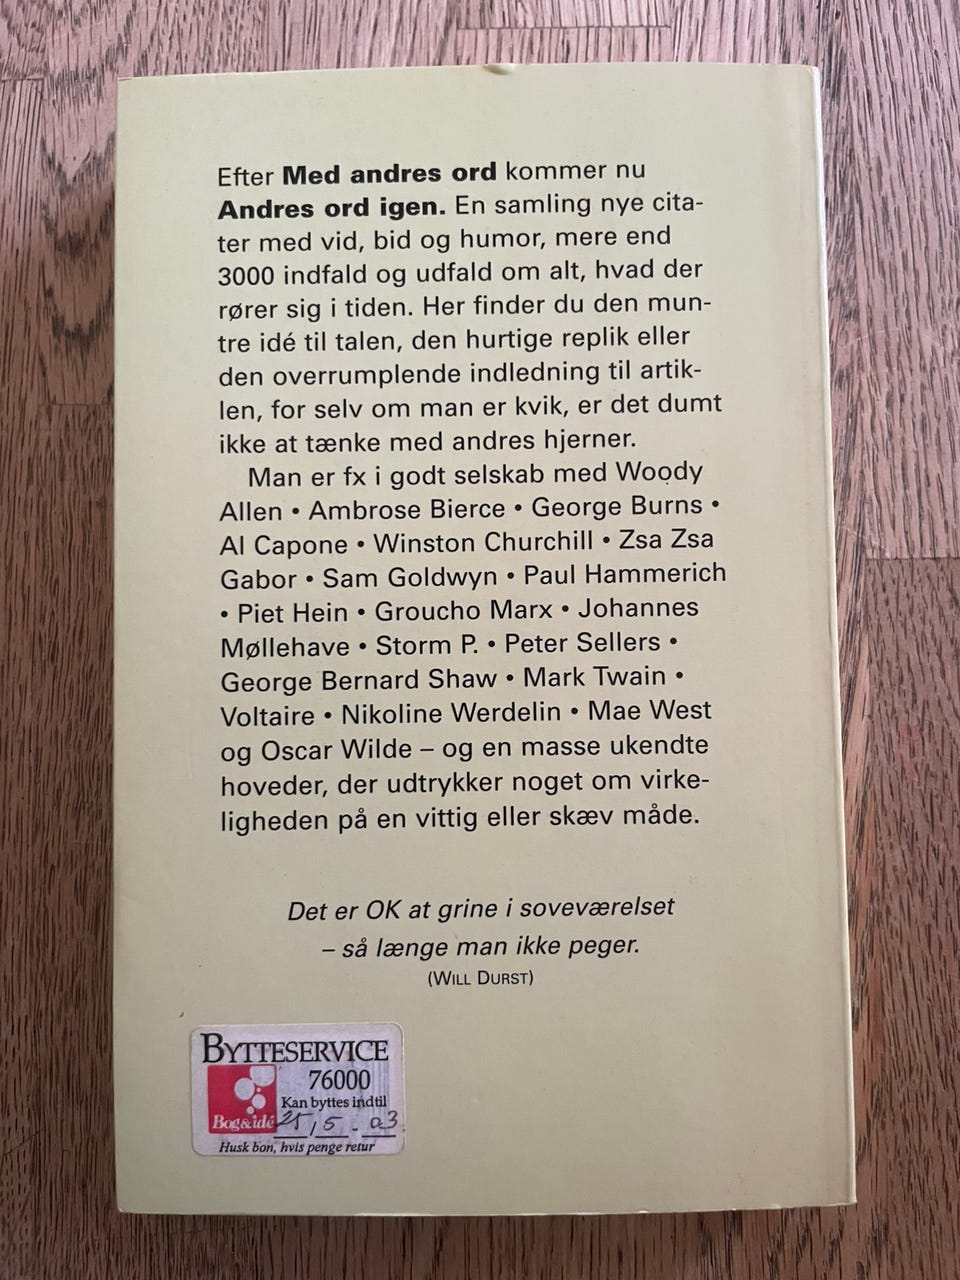 Efter Med andres ord kommer nu
Andres ord igen. En samling nye cita-
ter med vid, bid og humor, mere end
3000 indfald og udfald om alt, hvad der
rører sig i tiden. Her finder du den mun-
tre idé til talen, den hurtige replik eller
den overrumplende indledning til artik-
len, for selv om man er kvik, er det dumt
ikke at tænke med andres hjerner.
Man er fx i godt selskab med Woody
Allen • Ambrose Bierce • George Burns •
Al Capone • Winston Churchill • Zsa Zsa
Gabor • Sam Goldwyn • Paul Hammerich
• Piet Hein • Groucho Marx • Johannes
Møllehave • Storm P. • Peter Sellers •
George Bernard Shaw • Mark Twain •
Voltaire • Nikoline Werdelin • Mae West
og Oscar Wilde – og en masse ukendte
hoveder, der udtrykker noget om virke-
ligheden på en vittig eller skæv måde.
Det er OK at grine i soveværelset
– så længe man ikke peger.
(WILL DURST)
BYTTESERVICE
76000
Kan byttes indtil
Bog&idé 25/5-03
Husk bon, hvis penge retur